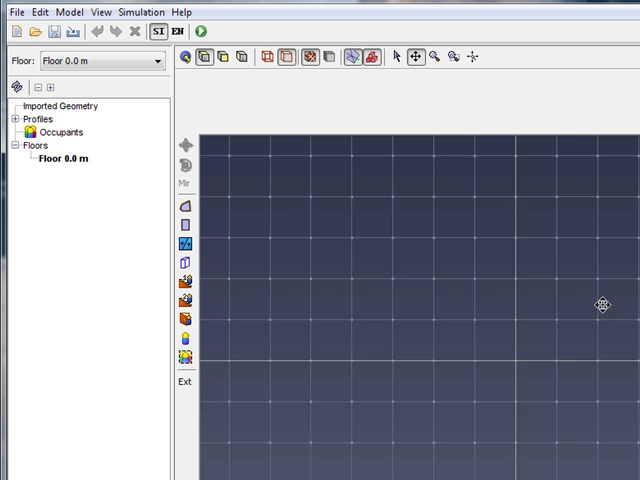 File Edit Model View Simulation Help
SI EN
Floor: Floor 0.0 m
Imported Geometry
Profiles
Occupants
Floors
Floor 0.0 m
Mir
Ext